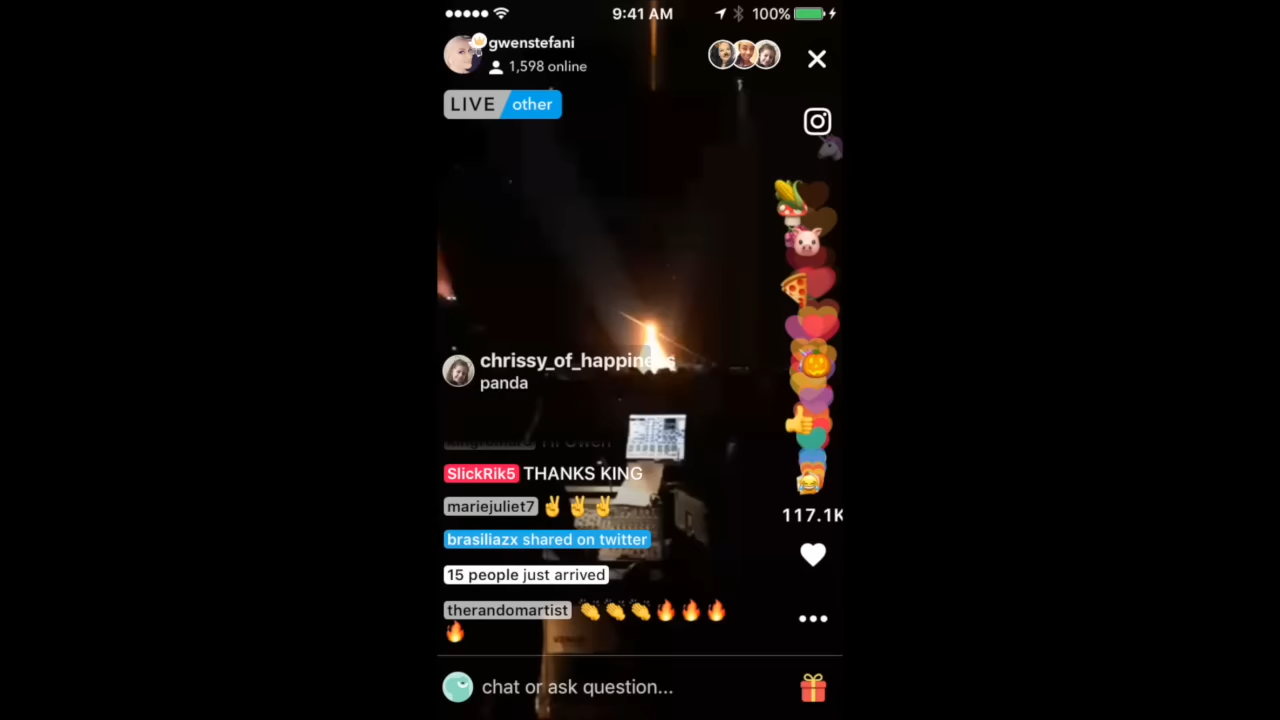 9:41 AM 100%
gwenstefani
1,598 online
LIVE other
chrissy_of_happiness
panda
SlickRik5 THANKS KING
mariejuliet7 ✌✌✌
brasiliazx shared on twitter
15 people just arrived
therandomartist 👏👏👏🔥🔥🔥
🔥
117.1K
chat or ask question...